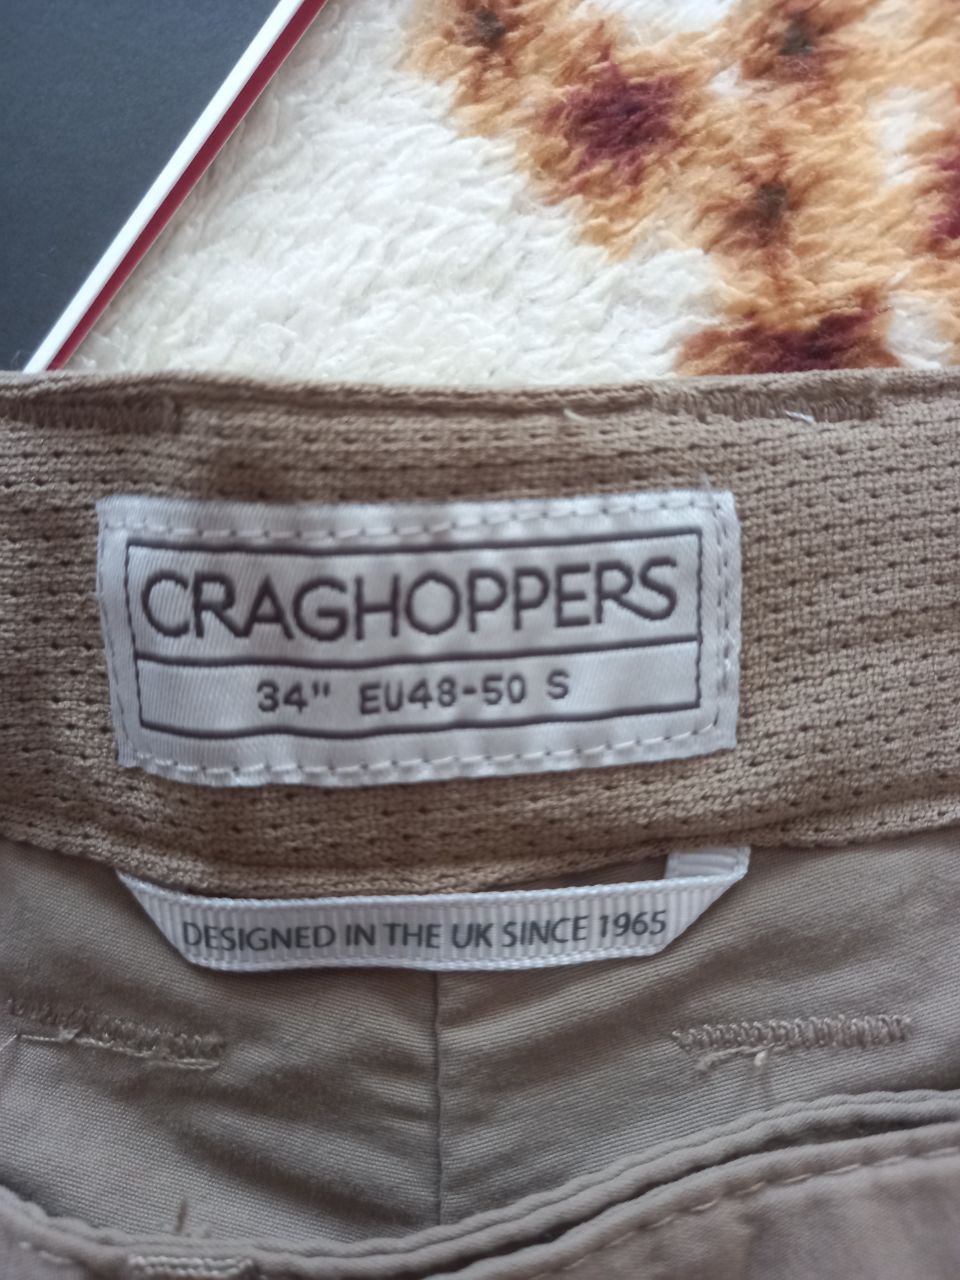 CRAGHOPPERS
34" EU48-50 S
DESIGNED IN THE UK SINCE 1965